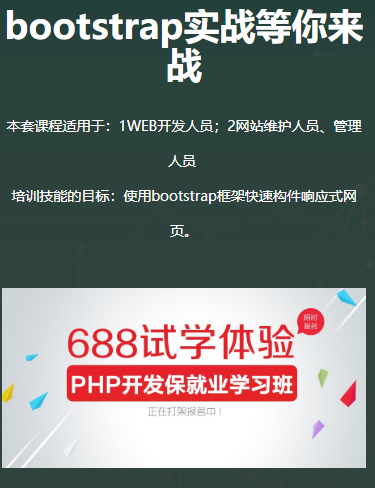 bootstrap实战等你来
战
本套课程适用于：1WEB开发人员；2网站维护人员、管理
人员
培训技能的目标：使用bootstrap框架快速构件响应式网
页。
限时
报名
688试学体验
PHP开发保就业学习班
正在打架报名中！